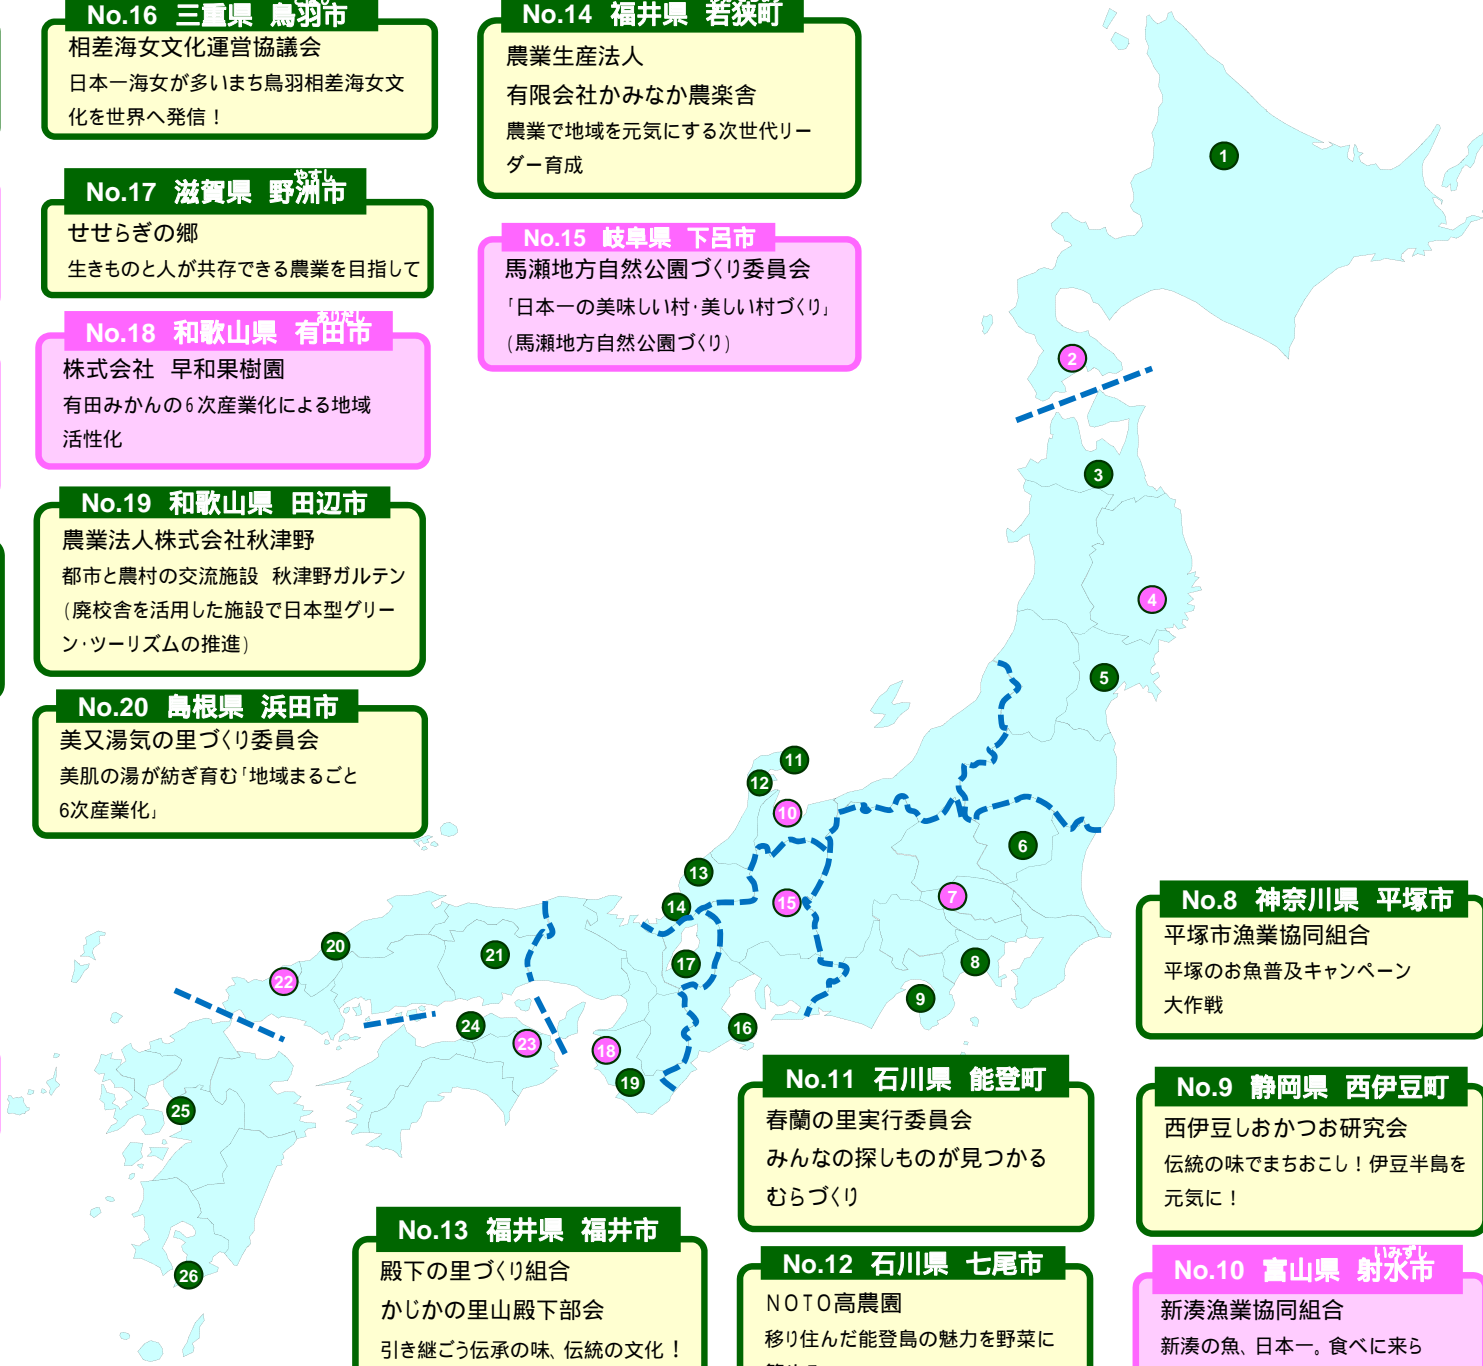 No.16 三重県 鳥羽市
相差海女文化運営協議会
日本一海女が多いまち鳥羽相差海女文
化を世界へ発信！
No.17 滋賀県 野洲市
やすし
せせらぎの郷
生きものと人が共存できる農業を目指して
No.18 和歌山県 有田市
ありだし
株式会社 早和果樹園
有田みかんの6次産業化による地域
活性化
No.19 和歌山県 田辺市
農業法人株式会社秋津野
都市と農村の交流施設 秋津野ガルテン
(廃校舎を活用した施設で日本型グリー
ン・ツーリズムの推進)
No.20 島根県 浜田市
美又湯気の里づくり委員会
美肌の湯が紡ぎ育む「地域まるごと
6次産業化」
No.14 福井県 若狭町
農業生産法人
有限会社かみなか農楽舎
農業で地域を元気にする次世代リー
ダー育成
No.15 岐阜県 下呂市
馬瀬地方自然公園づくり委員会
「日本一の美味しい村・美しい村づくり」
(馬瀬地方自然公園づくり)
1
2
3
4
5
6
7
8
9
10
11
12
13
14
15
16
17
18
19
20
21
22
23
24
25
26
No.8 神奈川県 平塚市
平塚市漁業協同組合
平塚のお魚普及キャンペーン
大作戦
No.9 静岡県 西伊豆町
西伊豆しおかつお研究会
伝統の味でまちおこし！伊豆半島を
元気に！
No.10 富山県 射水市
いみずし
新湊漁業協同組合
新湊の魚、日本一。食べに来ら
No.11 石川県 能登町
春蘭の里実行委員会
みんなの探しものが見つかる
むらづくり
No.12 石川県 七尾市
NOTO高農園
移り住んだ能登島の魅力を野菜に
No.13 福井県 福井市
殿下の里づくり組合
かじかの里山殿下部会
引き継ごう伝承の味、伝統の文化！